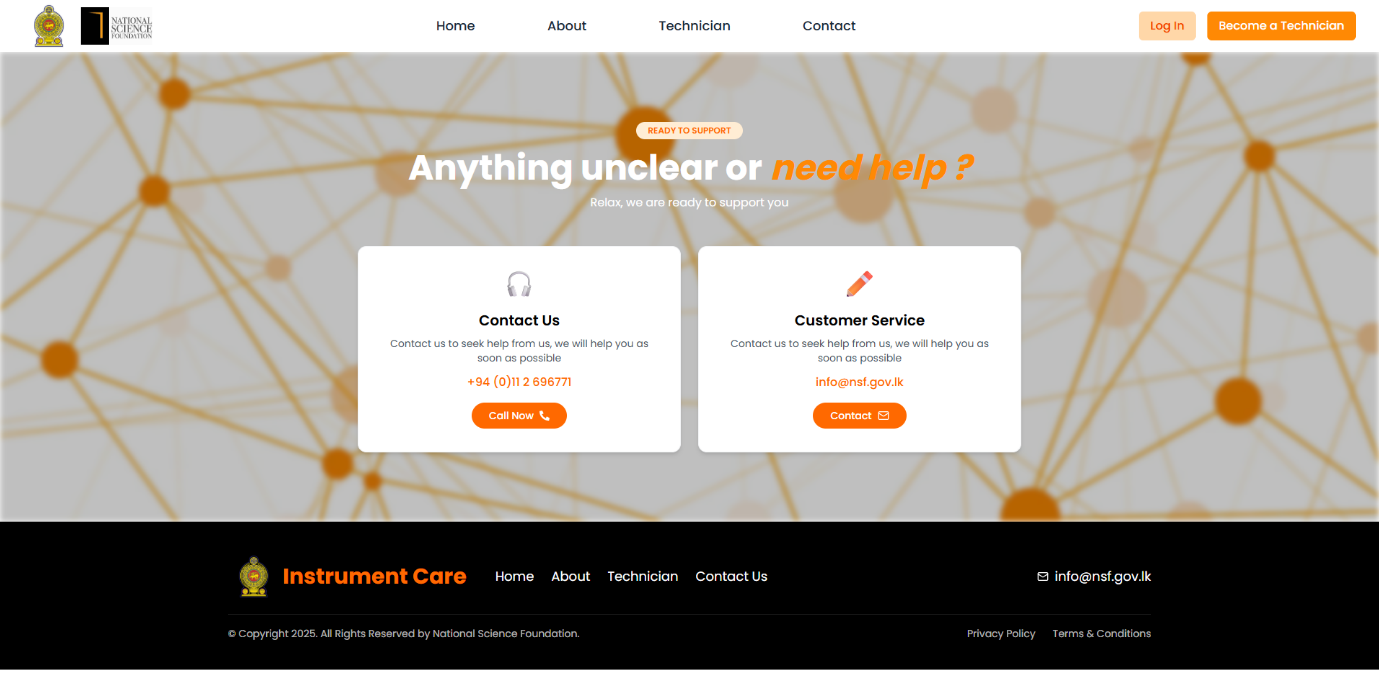 NATIONAL
SCIENCE
FOUNDATION
Home
About
Technician
Contact
Log In
Become a Technician
READY TO SUPPORT
Anything unclear or need help ?
Relax, we are ready to support you
Contact Us
Contact us to seek help from us, we will help you as
soon as possible
+94 (0)11 2 696771
Call Now
Customer Service
Contact us to seek help from us, we will help you as
soon as possible
info@nsf.gov.lk
Contact
Instrument Care
Home
About
Technician
Contact Us
info@nsf.gov.lk
© Copyright 2025. All Rights Reserved by National Science Foundation.
Privacy Policy
Terms & Conditions